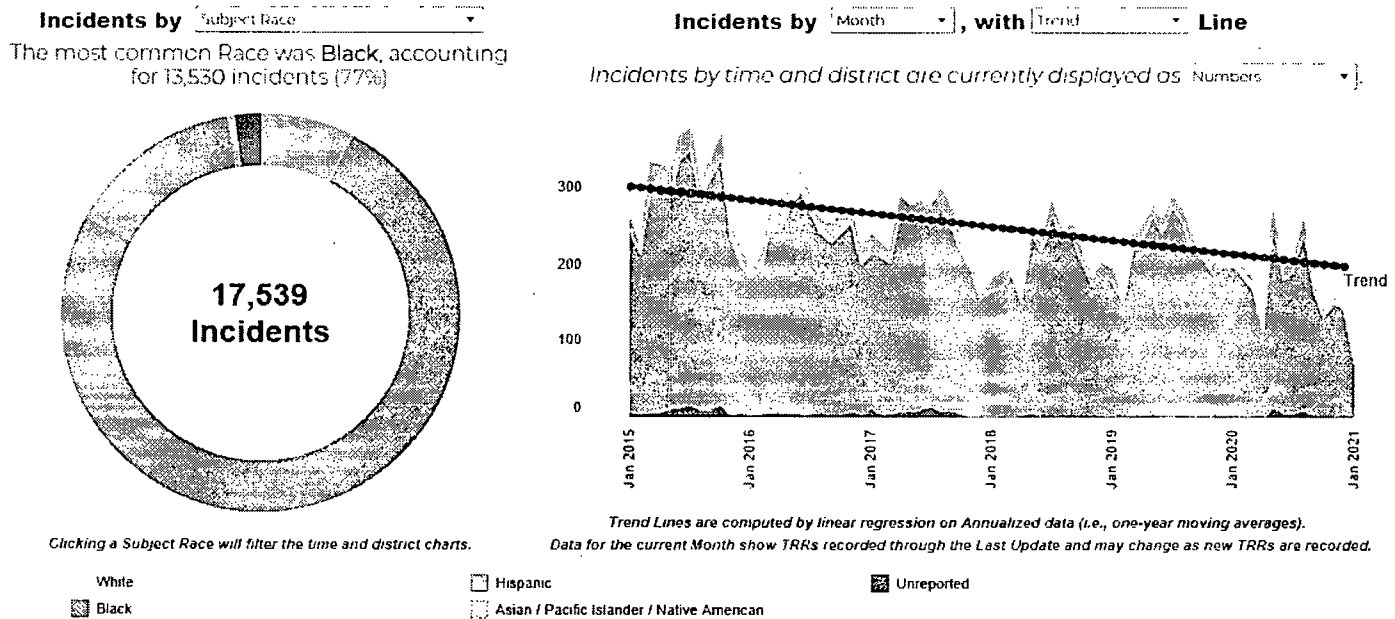 Incidents by Subject Race
The most common Race was Black, accounting
for 13,530 incidents (77%)
17,539
Incidents
Clicking a Subject Race will filter the time and district charts.
Incidents by Month , with Trend Line
Incidents by time and district are currently displayed as Numbers .
300
200
100
0
Trend
Jan 2015
Jan 2016
Jan 2017
Jan 2018
Jan 2019
Jan 2020
Jan 2021
Trend Lines are computed by linear regression on Annualized data (i.e., one-year moving averages).
Data for the current Month show TRRs recorded through the Last Update and may change as new TRRs are recorded.
White
Black
Hispanic
Asian / Pacific Islander / Native American
Unreported